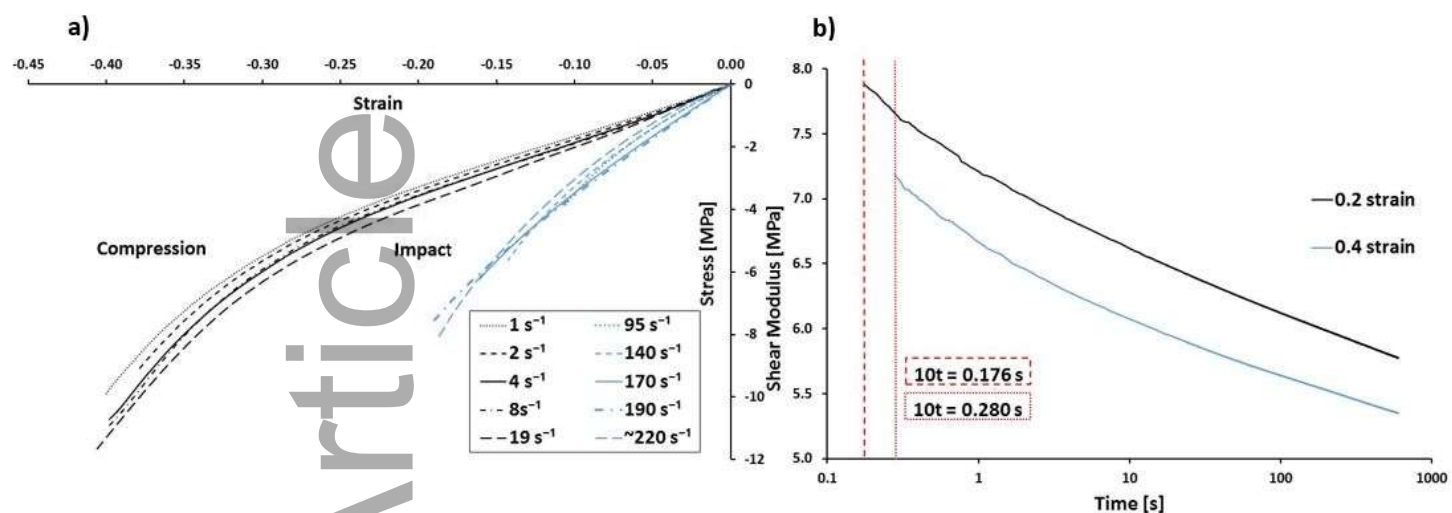 a)
-0.45 -0.40 -0.35 -0.30 -0.25 -0.20 -0.15 -0.10 -0.05 0.00
0
-2
-4
-6
-8
-10
-12
Strain
Stress [MPa]
Compression
Impact
1 s⁻¹ 95 s⁻¹
2 s⁻¹ 140 s⁻¹
4 s⁻¹ 170 s⁻¹
8s⁻¹ 190 s⁻¹
19 s⁻¹ ~220 s⁻¹
Article
b)
8.0
7.5
7.0
6.5
6.0
5.5
5.0
Shear Modulus [MPa]
0.2 strain
0.4 strain
10t = 0.176 s
10t = 0.280 s
0.1 1 10 100 1000
Time [s]